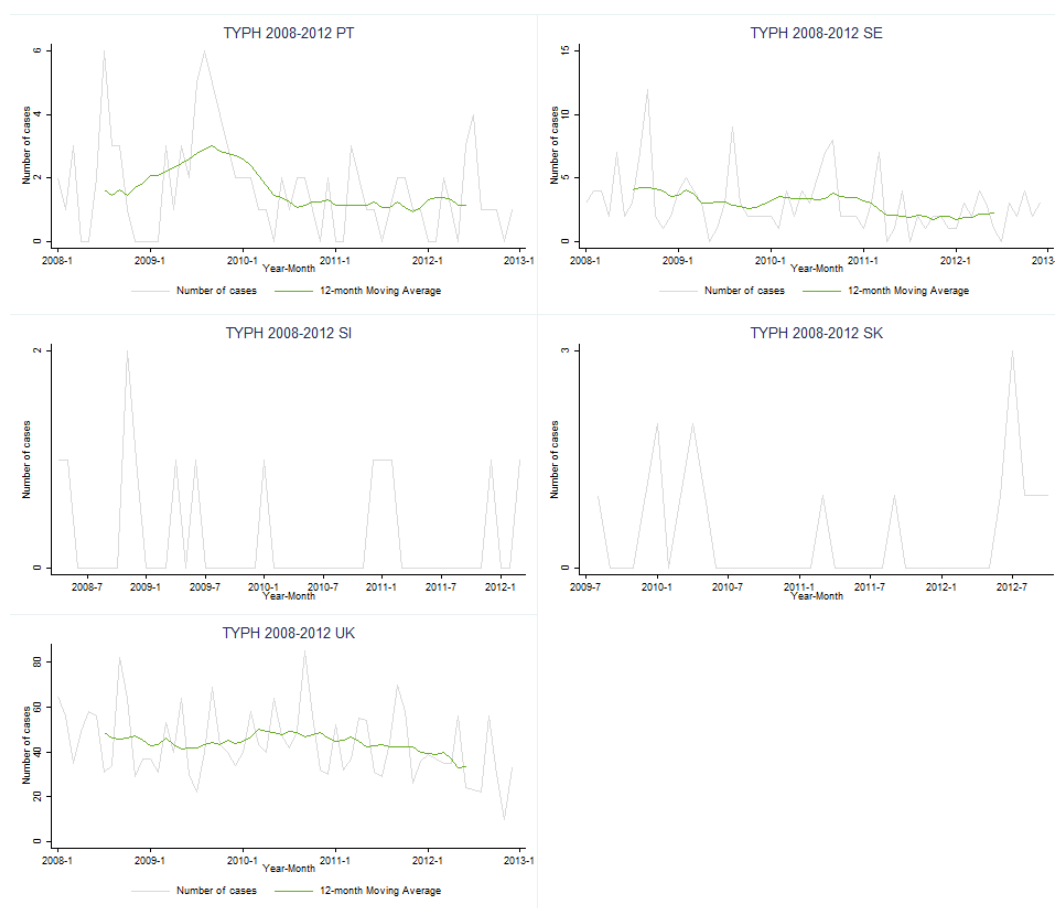 TYPH 2008-2012 PT
Number of cases
6
4
2
0
2008-1 2009-1 2010-1 2011-1 2012-1 2013-1
Year-Month
Number of cases 12-month Moving Average
TYPH 2008-2012 SE
Number of cases
15
10
5
0
2008-1 2009-1 2010-1 2011-1 2012-1 2013-
Year-Month
Number of cases 12-month Moving Average
TYPH 2008-2012 SI
Number of cases
2
0
2008-7 2009-1 2009-7 2010-1 2010-7 2011-1 2011-7 2012-1
Year-Month
TYPH 2008-2012 SK
Number of cases
3
0
2009-7 2010-1 2010-7 2011-1 2011-7 2012-1 2012-7
Year-Month
TYPH 2008-2012 UK
Number of cases
80
60
40
20
0
2008-1 2009-1 2010-1 2011-1 2012-1 2013-1
Year-Month
Number of cases 12-month Moving Average